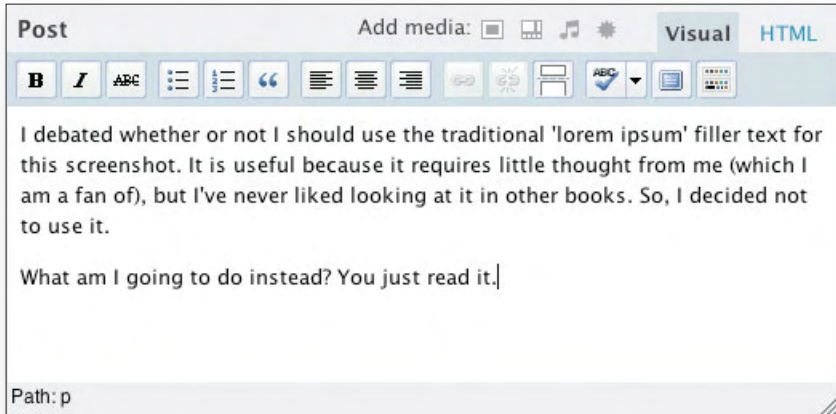 Post Add media: Visual HTML
B I ABC “ ABC
I debated whether or not I should use the traditional 'lorem ipsum' filler text for
this screenshot. It is useful because it requires little thought from me (which I
am a fan of), but I've never liked looking at it in other books. So, I decided not
to use it.
What am I going to do instead? You just read it.
Path: p